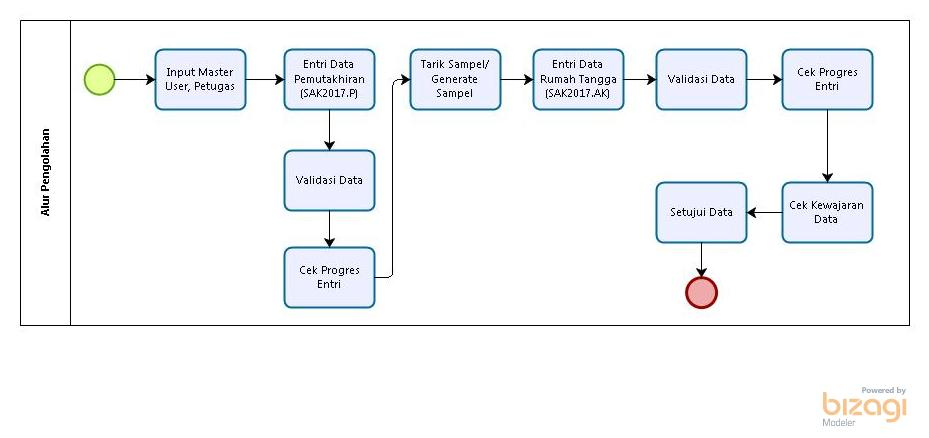 Alur Pengolahan
Input Master
User, Petugas
Entri Data
Pemutakhiran
(SAK2017.P)
Validasi Data
Cek Progres
Entri
Tarik Sampel/
Generate
Sampel
Entri Data
Rumah Tangga
(SAK2017.AK)
Validasi Data
Cek Progres
Entri
Cek Kewajaran
Data
Setujui Data
Powered by
bizagi
Modeler